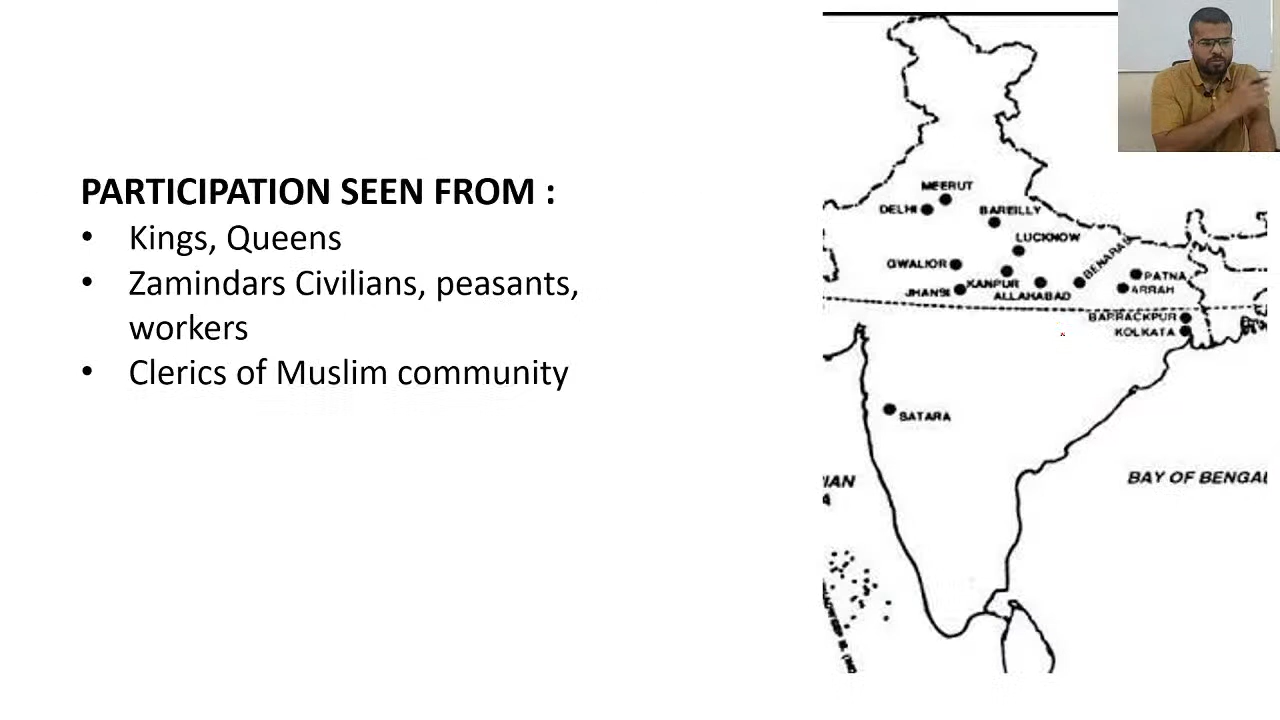 PARTICIPATION SEEN FROM :
• Kings, Queens
• Zamindars Civilians, peasants,
workers
• Clerics of Muslim community
MEERUT
DELHI
BAREILLY
LUCKNOW
GWALIOR
KANPUR
JHANSI
ALLAHABAD
BENARAS
PATNA
ARRAH
BARRACKPUR
KOLKATA
SATARA
IAN
A
BAY OF BENGAL